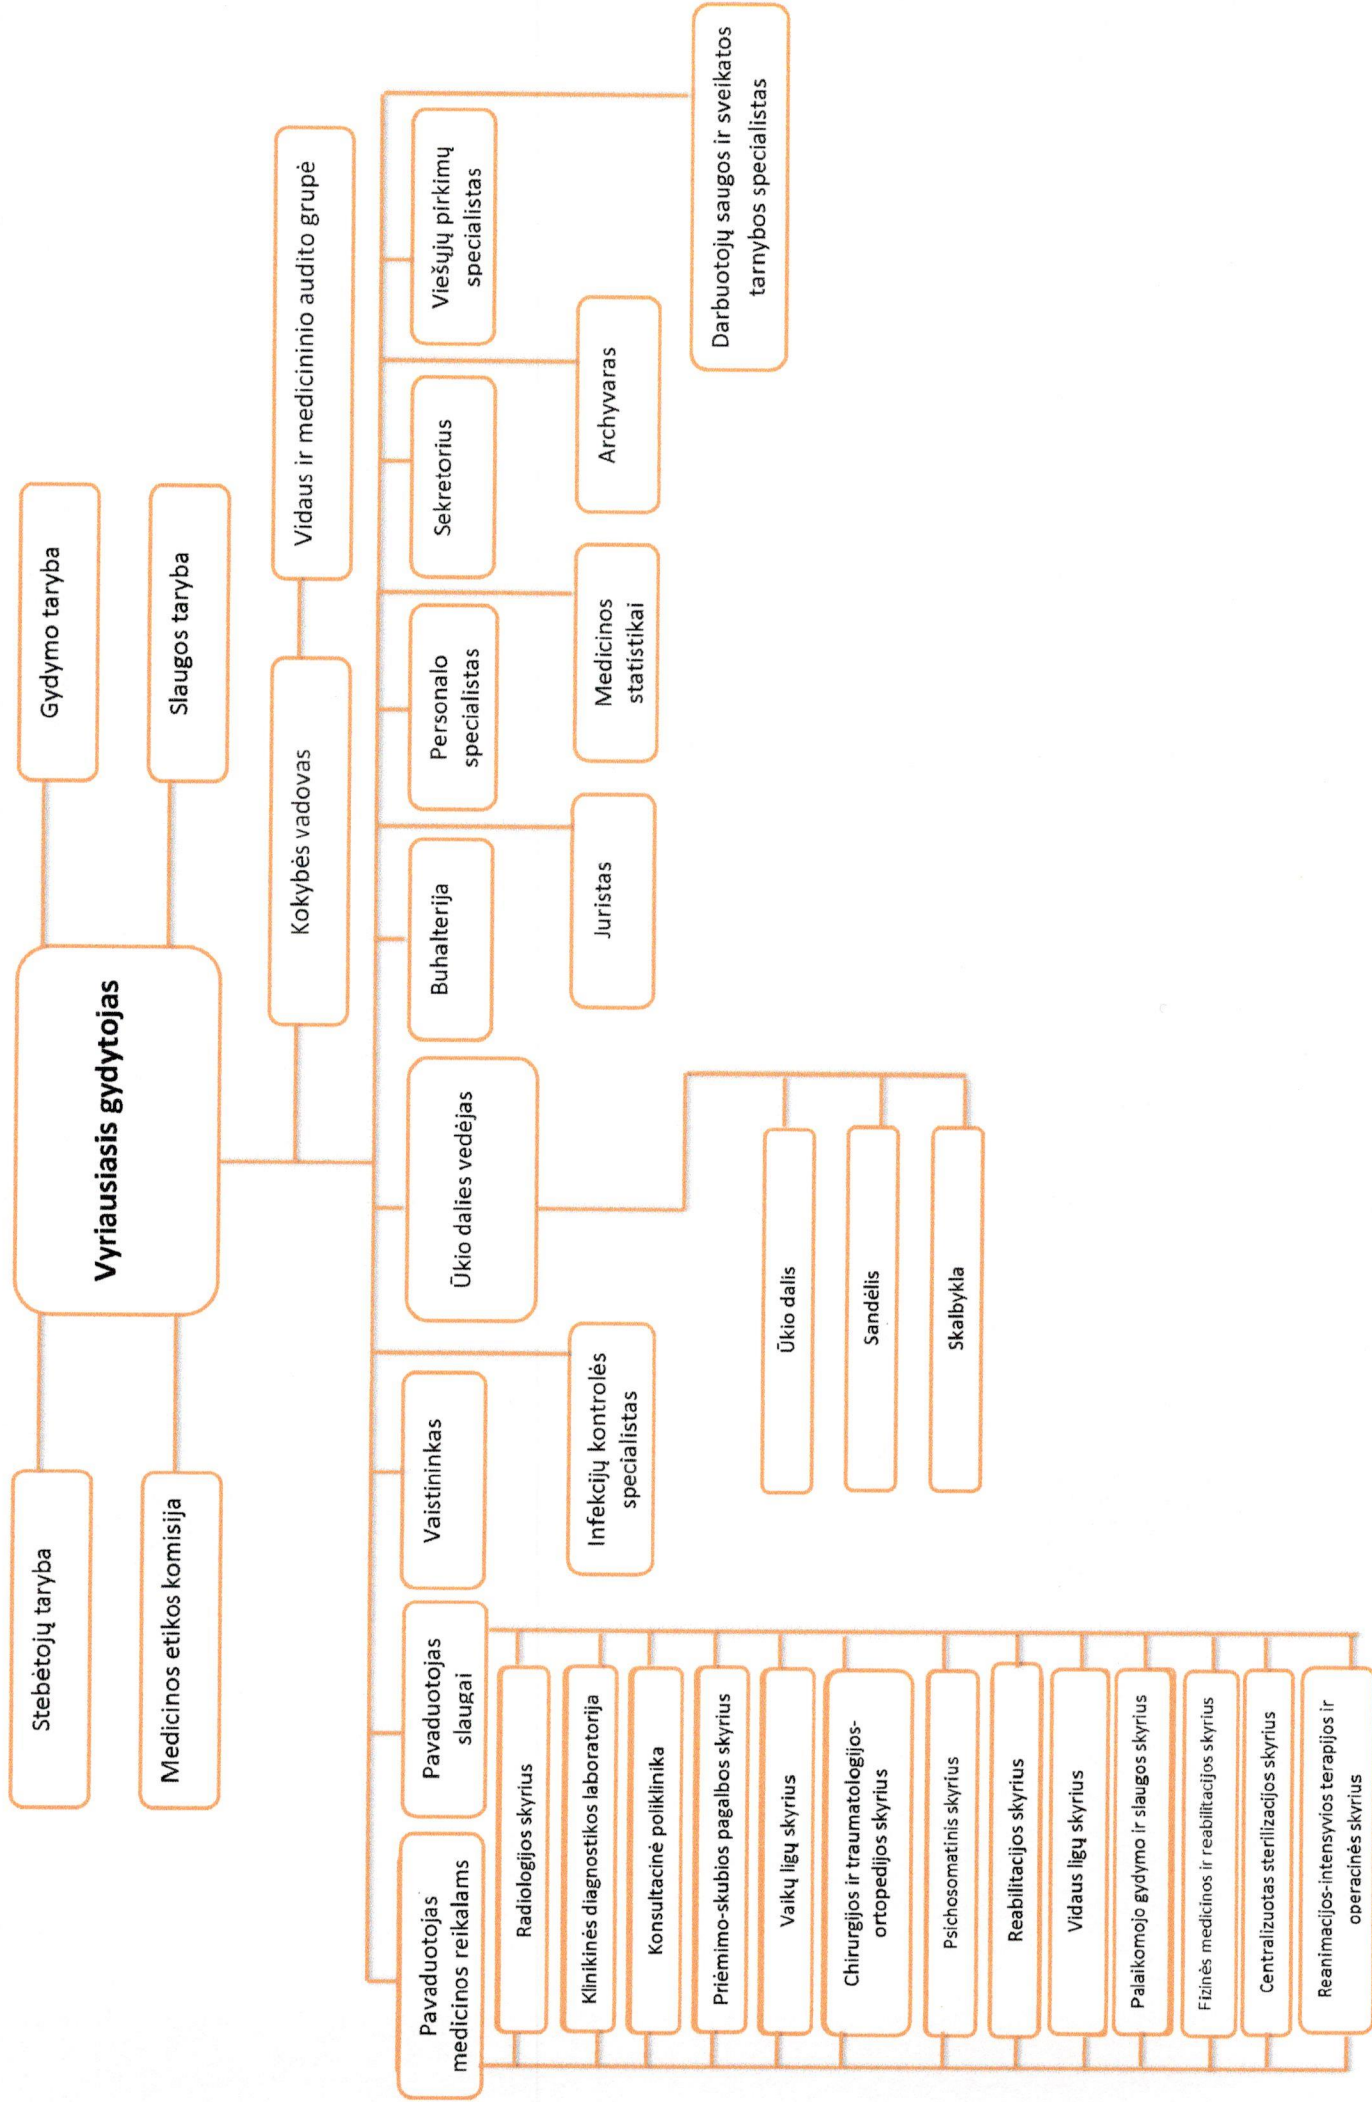 Stebėtojų taryba
Medicinos etikos komisija
Vyriausiasis gydytojas
Gydymo taryba
Slaugos taryba
Kokybės vadovas
Vidaus ir medicininio audito grupė
Pavaduotojas
medicinos reikalams
Pavaduotojas
slaugai
Vaistininkas
Ūkio dalies vedėjas
Buhalterija
Personalo
specialistas
Sekretorius
Viešųjų pirkimų
specialistas
Infekcijų kontrolės
specialistas
Juristas
Medicinos
statistikai
Archyvaras
Darbuotojų saugos ir sveikatos
tarnybos specialistas
Radiologijos skyrius
Klinikinės diagnostikos laboratorija
Konsultacinė poliklinika
Priėmimo-skubios pagalbos skyrius
Vaikų ligų skyrius
Chirurgijos ir traumatologijos-
ortopedijos skyrius
Psichosomatinis skyrius
Reabilitacijos skyrius
Vidaus ligų skyrius
Palaikomojo gydymo ir slaugos skyrius
Fizinės medicinos ir reabilitacijos skyrius
Centralizuotas sterilizacijos skyrius
Reanimacijos-intensyvios terapijos ir
operacinės skyrius
Ūkio dalis
Sandėlis
Skalbykla